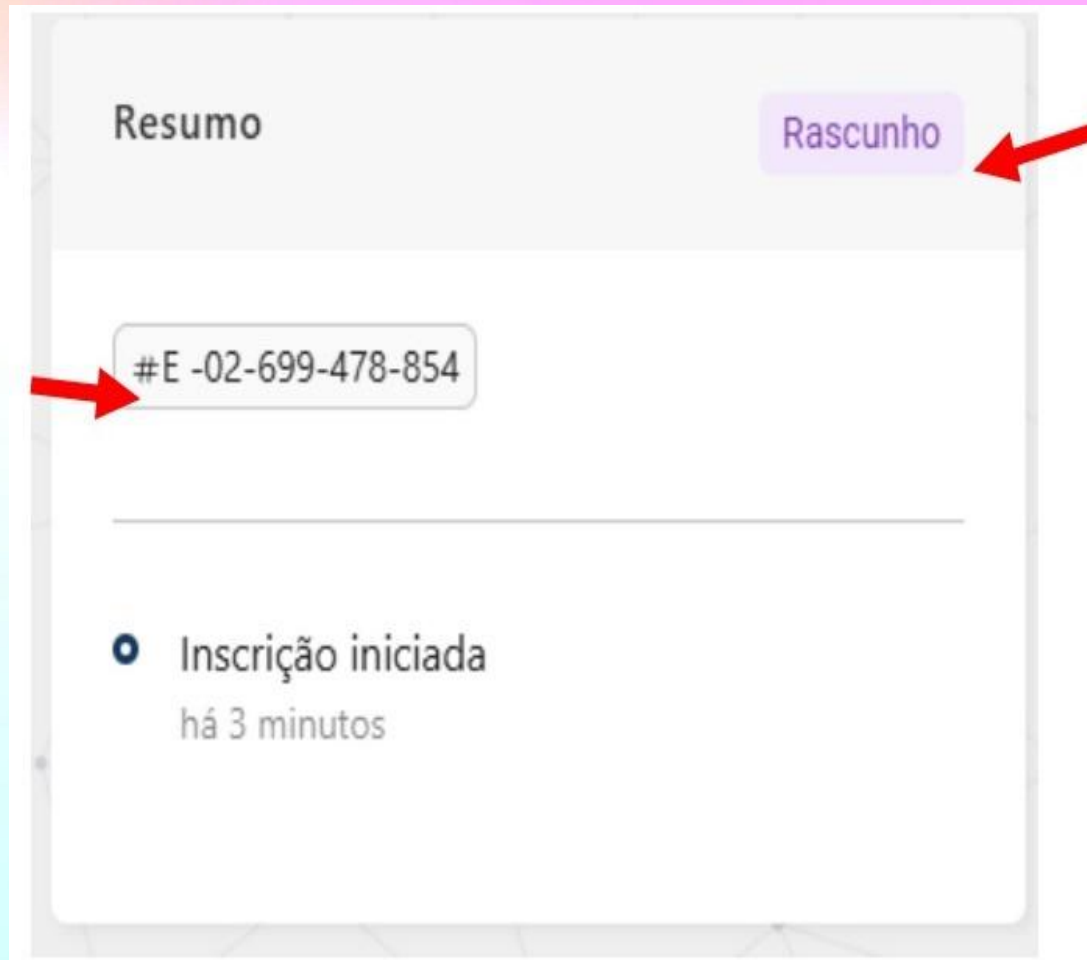 Resumo
Rascunho
#E -02-699-478-854
Inscrição iniciada
há 3 minutos